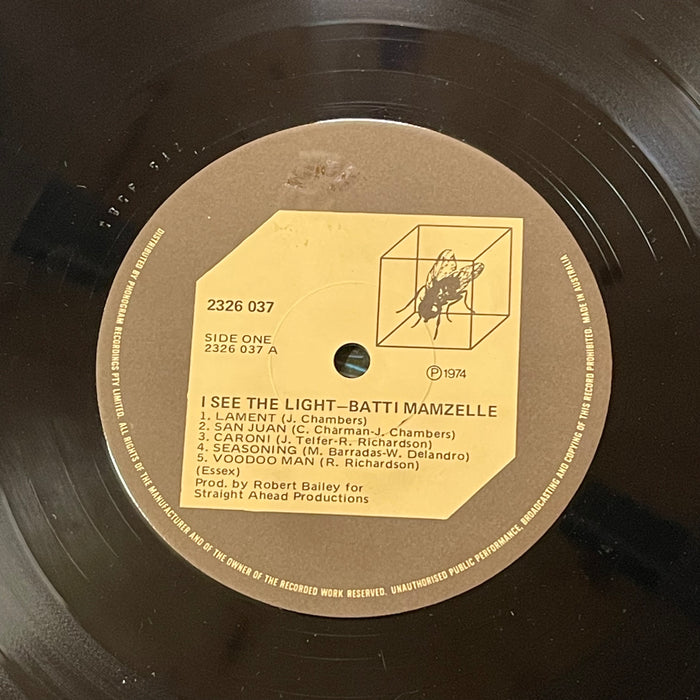 2326 037
SIDE ONE
2326 037 A
Ⓟ 1974
I SEE THE LIGHT—BATTI MAMZELLE
1. LAMENT (J. Chambers)
2. SAN JUAN (C. Charman-J. Chambers)
3. CARONI (J. Telfer-R. Richardson)
4. SEASONING (M. Barradas-W. Delandro)
5. VOODOO MAN (R. Richardson)
(Essex)
Prod. by Robert Bailey for
Straight Ahead Productions
DISTRIBUTED BY PHONOGRAM RECORDINGS PTY LIMITED. ALL RIGHTS OF THE MANUFACTURER AND OF THE OWNER OF THE RECORDED WORK RESERVED. UNAUTHORISED PUBLIC PERFORMANCE, BROADCASTING AND COPYING OF THIS RECORD PROHIBITED. MADE IN AUSTRALIA